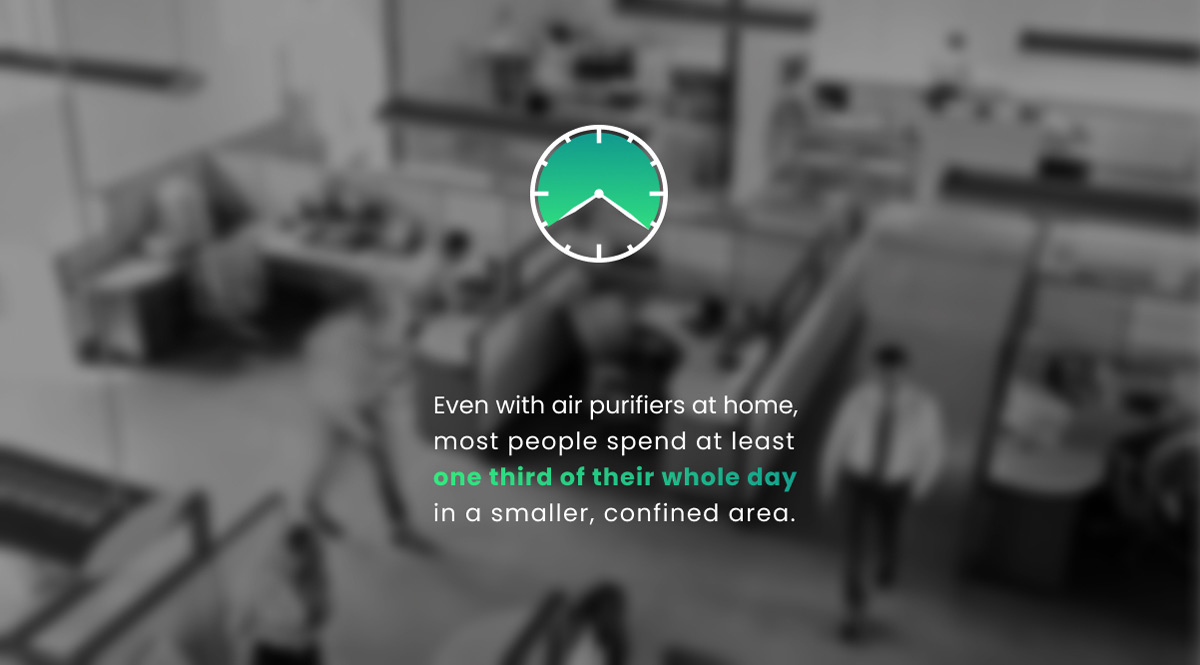 Even with air purifiers at home,
most people spend at least
one third of their whole day
in a smaller, confined area.